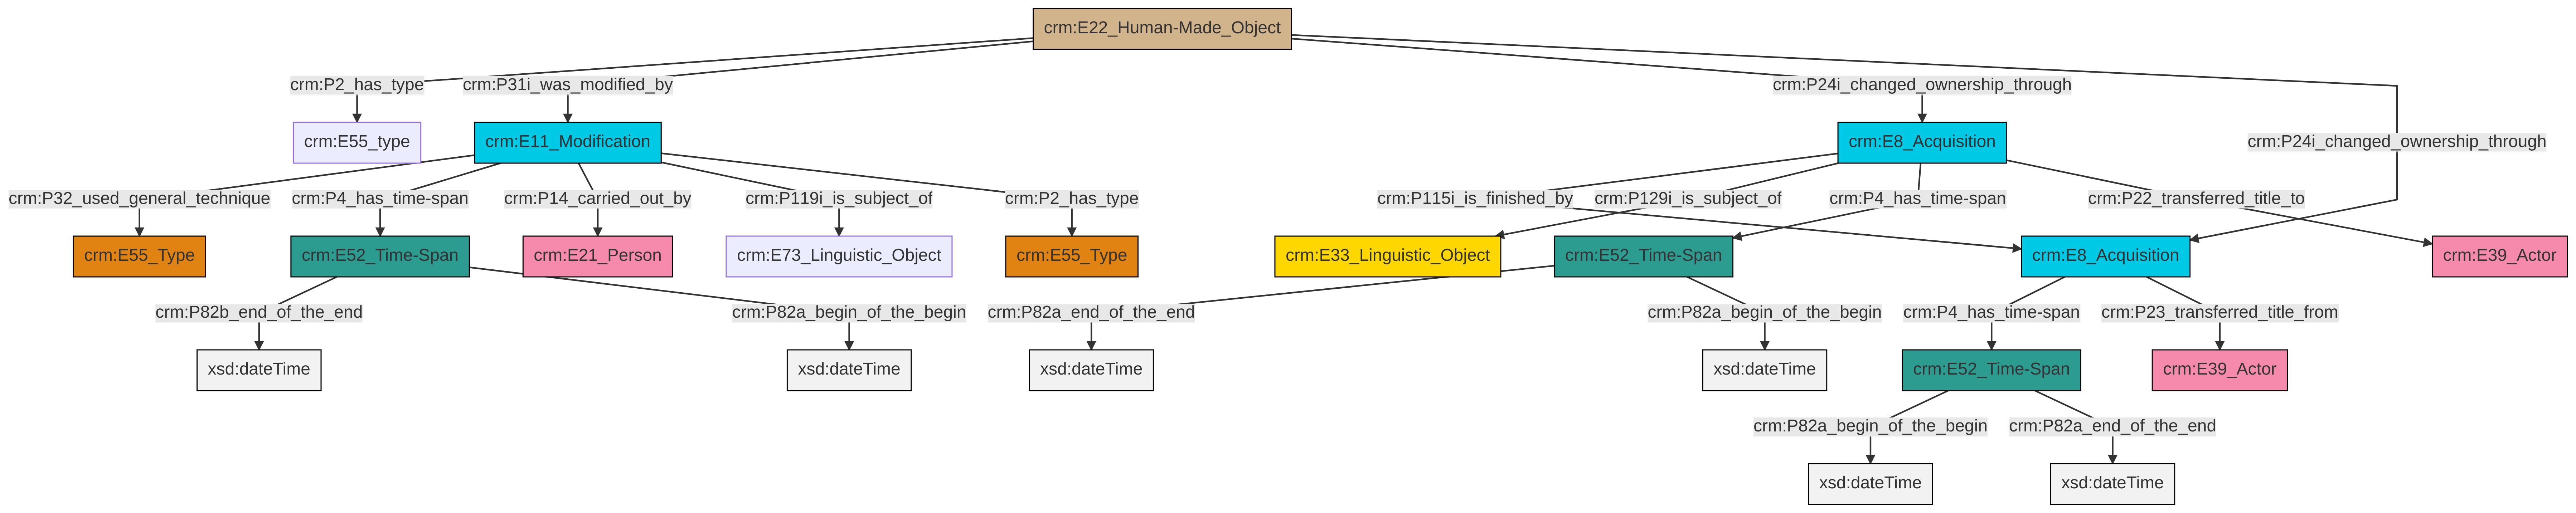 crm:E22_Human-Made_Object
crm:P2_has_type
crm:P31i_was_modified_by
crm:P24i_changed_ownership_through
crm:E55_type
crm:E11_Modification
crm:E8_Acquisition
crm:P24i_changed_ownership_through
crm:P32_used_general_technique
crm:P4_has_time-span
crm:P14_carried_out_by
crm:P119i_is_subject_of
crm:P2_has_type
crm:P115i_is_finished_by
crm:P129i_is_subject_of
crm:P4_has_time-span
crm:P22_transferred_title_to
crm:E55_Type
crm:E52_Time-Span
crm:E21_Person
crm:E73_Linguistic_Object
crm:E55_Type
crm:E33_Linguistic_Object
crm:E52_Time-Span
crm:E8_Acquisition
crm:E39_Actor
crm:P82b_end_of_the_end
crm:P82a_begin_of_the_begin
crm:P82a_end_of_the_end
crm:P82a_begin_of_the_begin
crm:P4_has_time-span
crm:P23_transferred_title_from
xsd:dateTime
xsd:dateTime
xsd:dateTime
xsd:dateTime
crm:E52_Time-Span
crm:E39_Actor
crm:P82a_begin_of_the_begin
crm:P82a_end_of_the_end
xsd:dateTime
xsd:dateTime